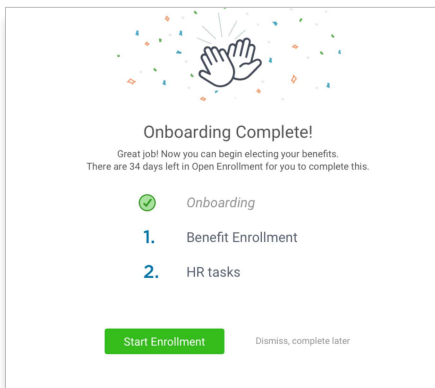 Onboarding Complete!
Great job! Now you can begin electing your benefits.
There are 34 days left in Open Enrollment for you to complete this.
Onboarding
1. Benefit Enrollment
2. HR tasks
Start Enrollment Dismiss, complete later